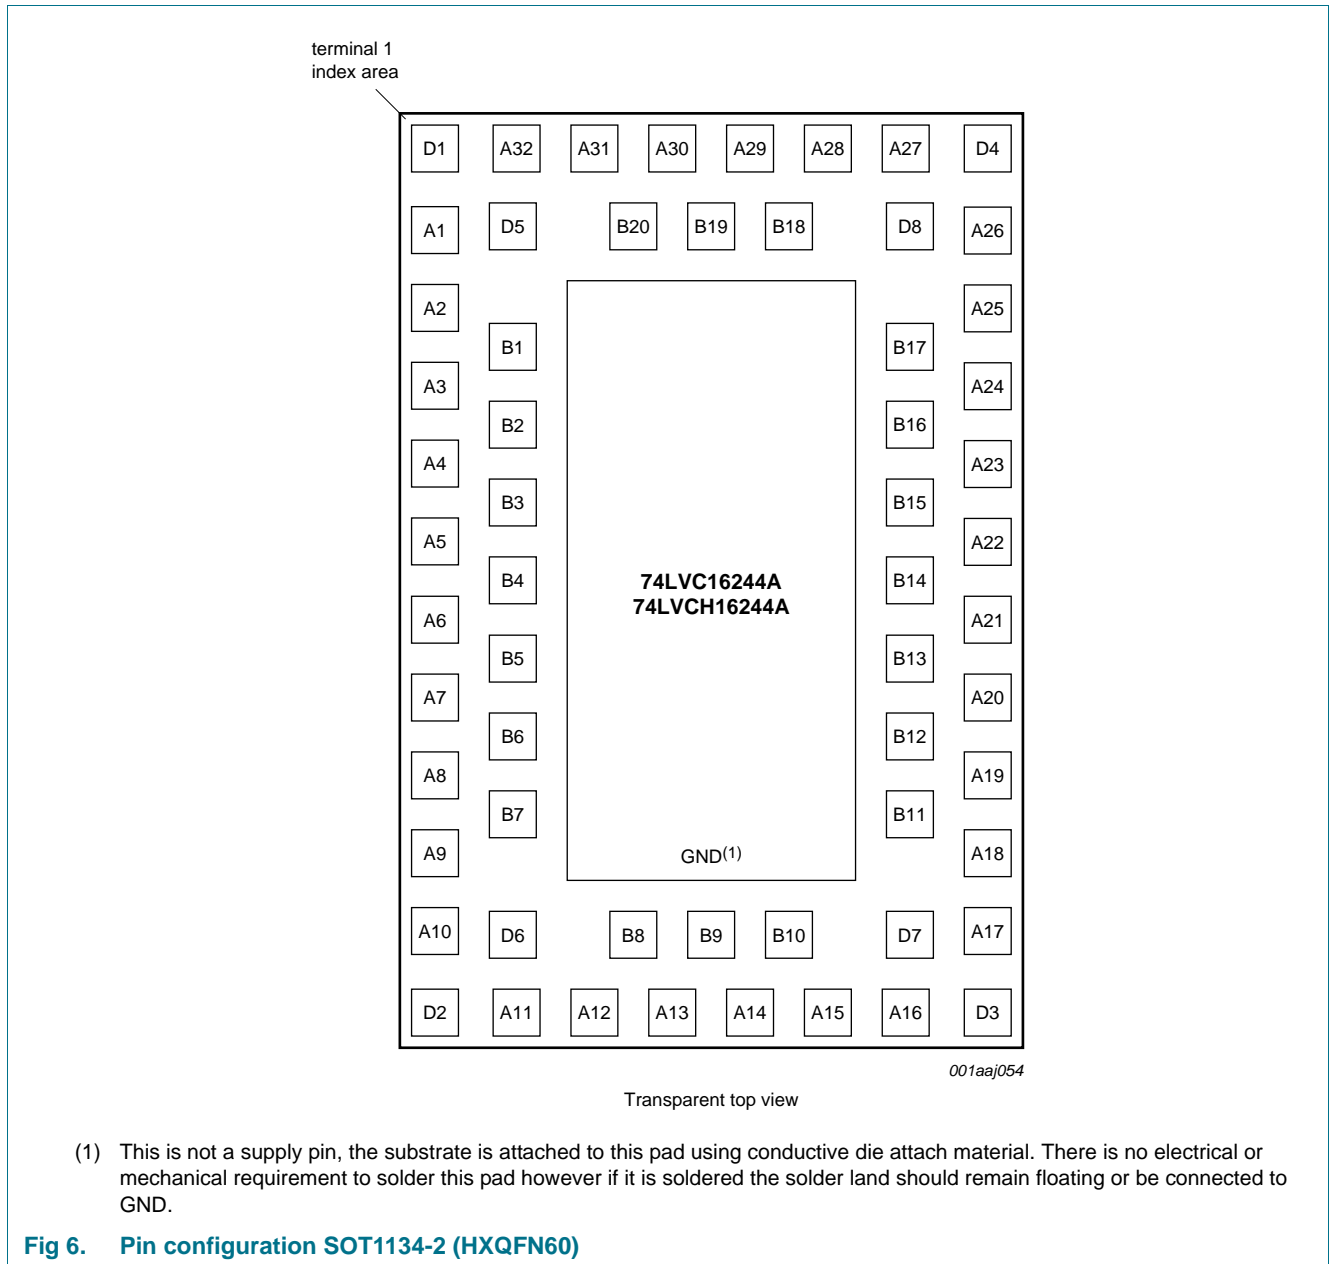 terminal 1
index area
D1 A32 A31 A30 A29 A28 A27 D4
A1 D5 B20 B19 B18 D8 A26
A2 A25
B1 B17
A3 A24
B2 B16
A4 A23
B3 B15
A5 A22
B4 74LVC16244A B14
74LVCH16244A
A6 A21
B5 B13
A7 A20
B6 B12
A8 A19
B7 B11
A9 GND(1) A18
A10 D6 B8 B9 B10 D7 A17
D2 A11 A12 A13 A14 A15 A16 D3
001aaj054
Transparent top view
(1) This is not a supply pin, the substrate is attached to this pad using conductive die attach material. There is no electrical or
mechanical requirement to solder this pad however if it is soldered the solder land should remain floating or be connected to
GND.
Fig 6. Pin configuration SOT1134-2 (HXQFN60)